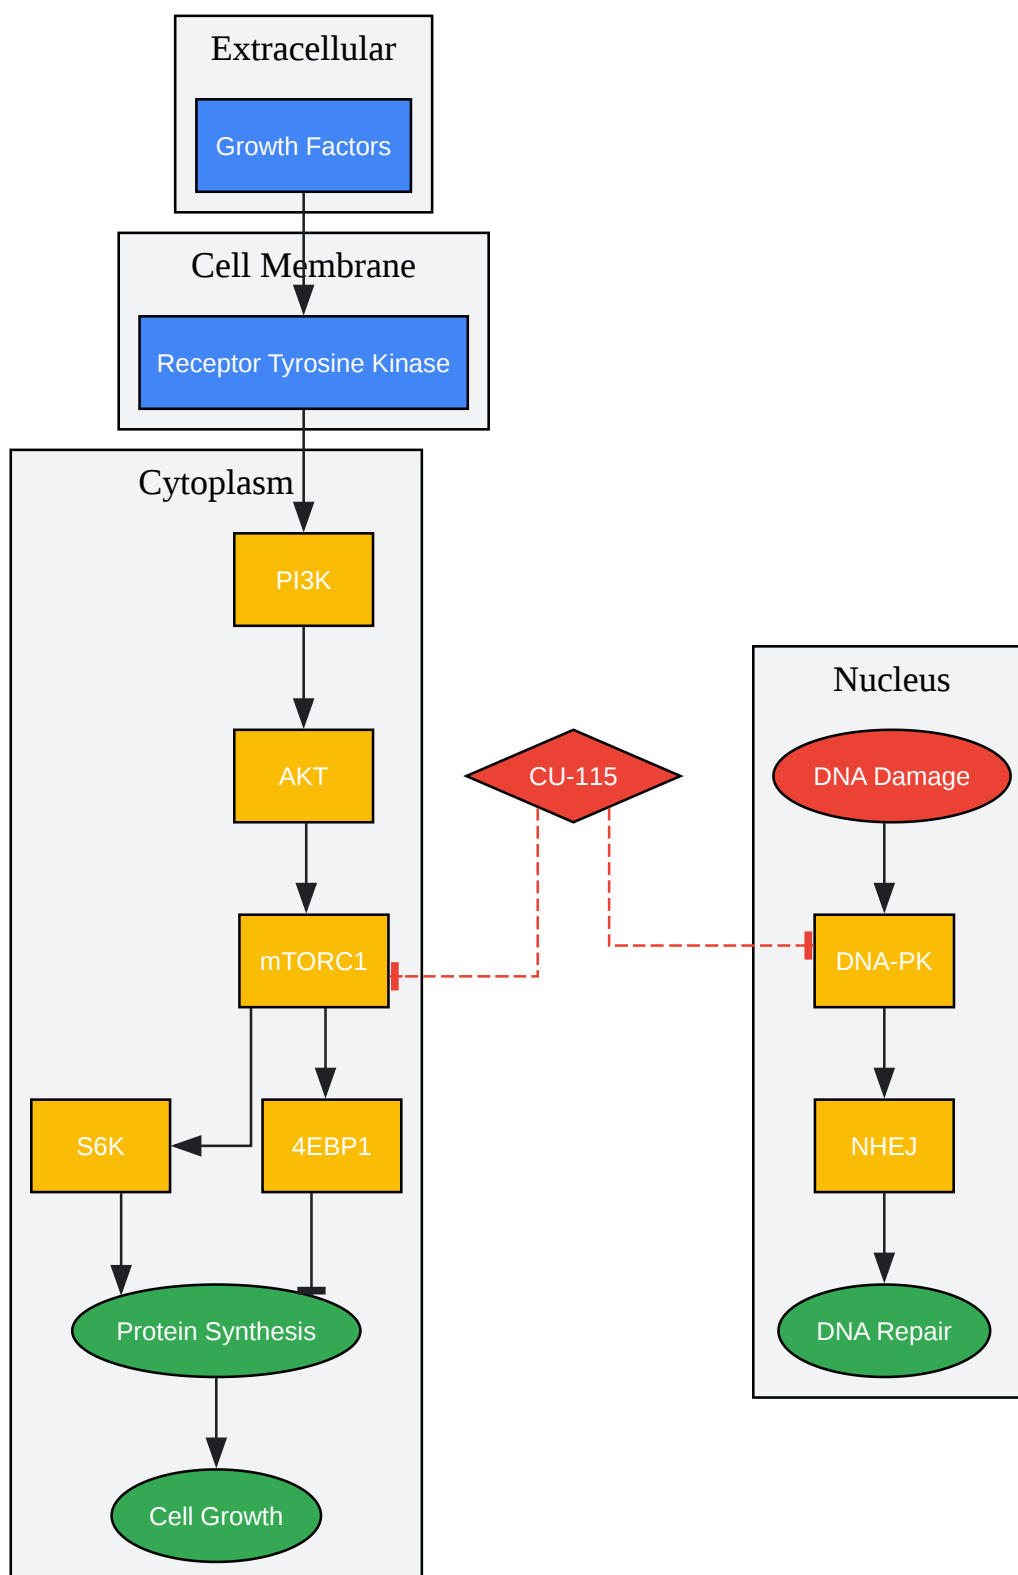 Extracellular
Growth Factors
Cell Membrane
Receptor Tyrosine Kinase
Cytoplasm
PI3K
Nucleus
AKT
CU-115
DNA Damage
mTORC1
DNA-PK
S6K
4EBP1
NHEJ
Protein Synthesis
DNA Repair
Cell Growth